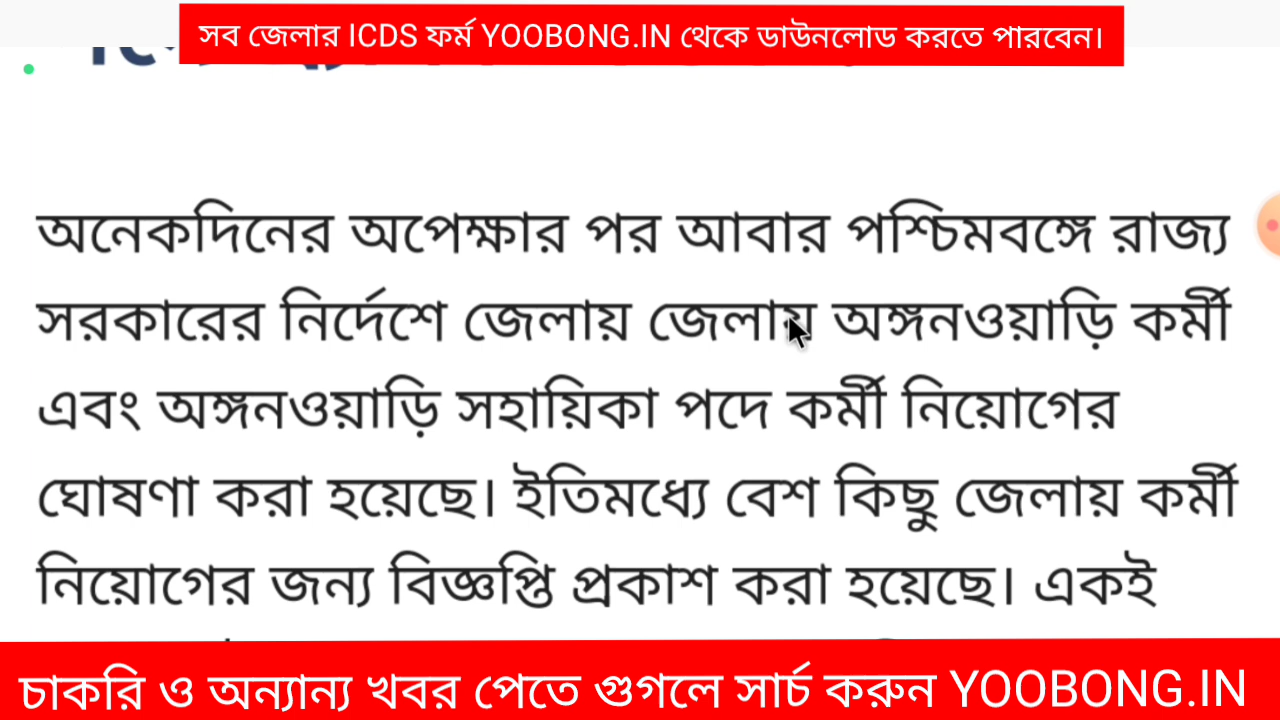 সব জেলার ICDS ফর্ম YOOBONG.IN থেকে ডাউনলোড করতে পারবেন।
অনেকদিনের অপেক্ষার পর আবার পশ্চিমবঙ্গে রাজ্য
সরকারের নির্দেশে জেলায় জেলায় অঙ্গনওয়াড়ি কর্মী
এবং অঙ্গনওয়াড়ি সহায়িকা পদে কর্মী নিয়োগের
ঘোষণা করা হয়েছে। ইতিমধ্যে বেশ কিছু জেলায় কর্মী
নিয়োগের জন্য বিজ্ঞপ্তি প্রকাশ করা হয়েছে। একই
চাকরি ও অন্যান্য খবর পেতে গুগলে সার্চ করুন YOOBONG.IN